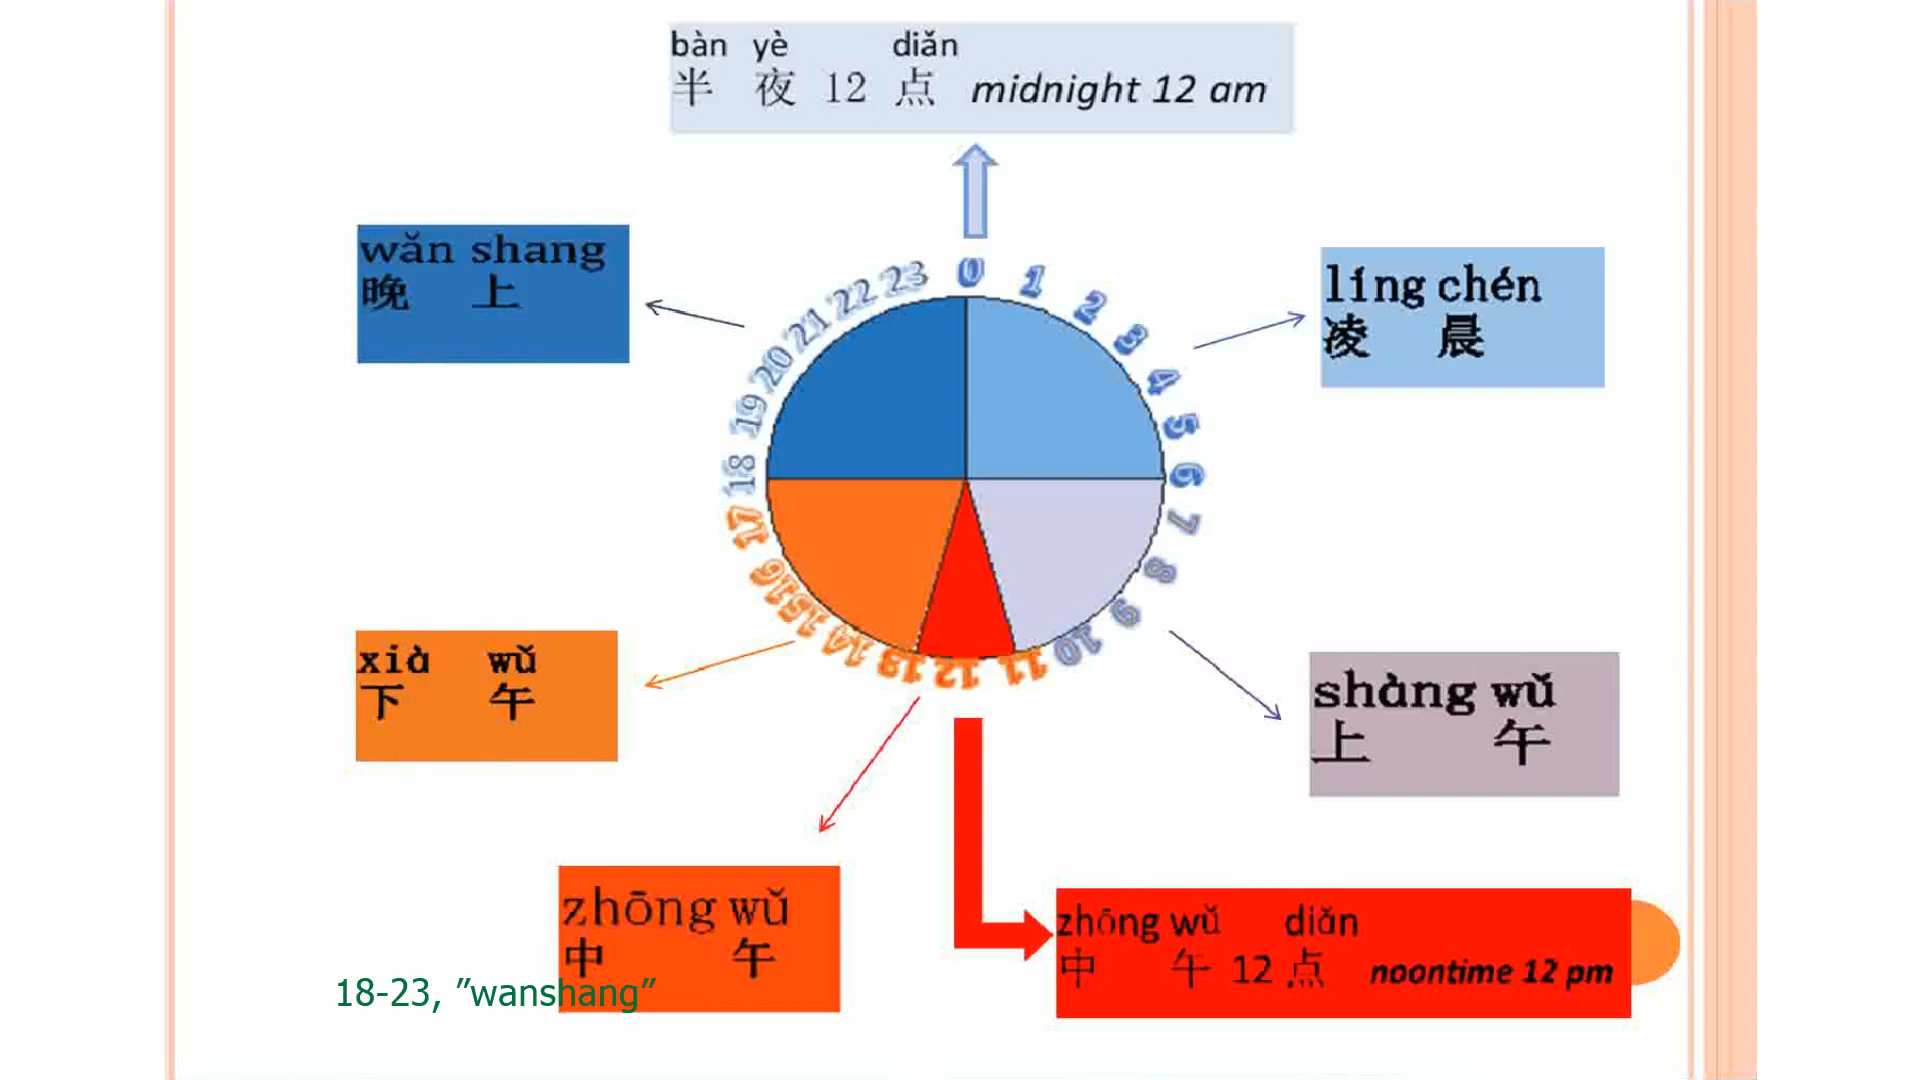 bàn yè diǎn
半 夜 12 点 midnight 12 am
wǎn shang
晚 上
líng chén
凌 晨
0
1
2
3
4
5
6
7
8
9
10
11
12
13
14
15
16
17
18
19
20
21
22
23
xià wǔ
下 午
shàng wǔ
上 午
zhōng wǔ
中 午
zhōng wǔ diǎn
中 午 12 点 noontime 12 pm
18-23, ”wanshang”